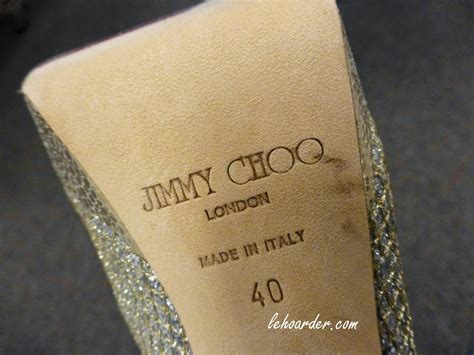 JIMMY CHOO
LONDON
MADE IN ITALY
40
lehoarder.com